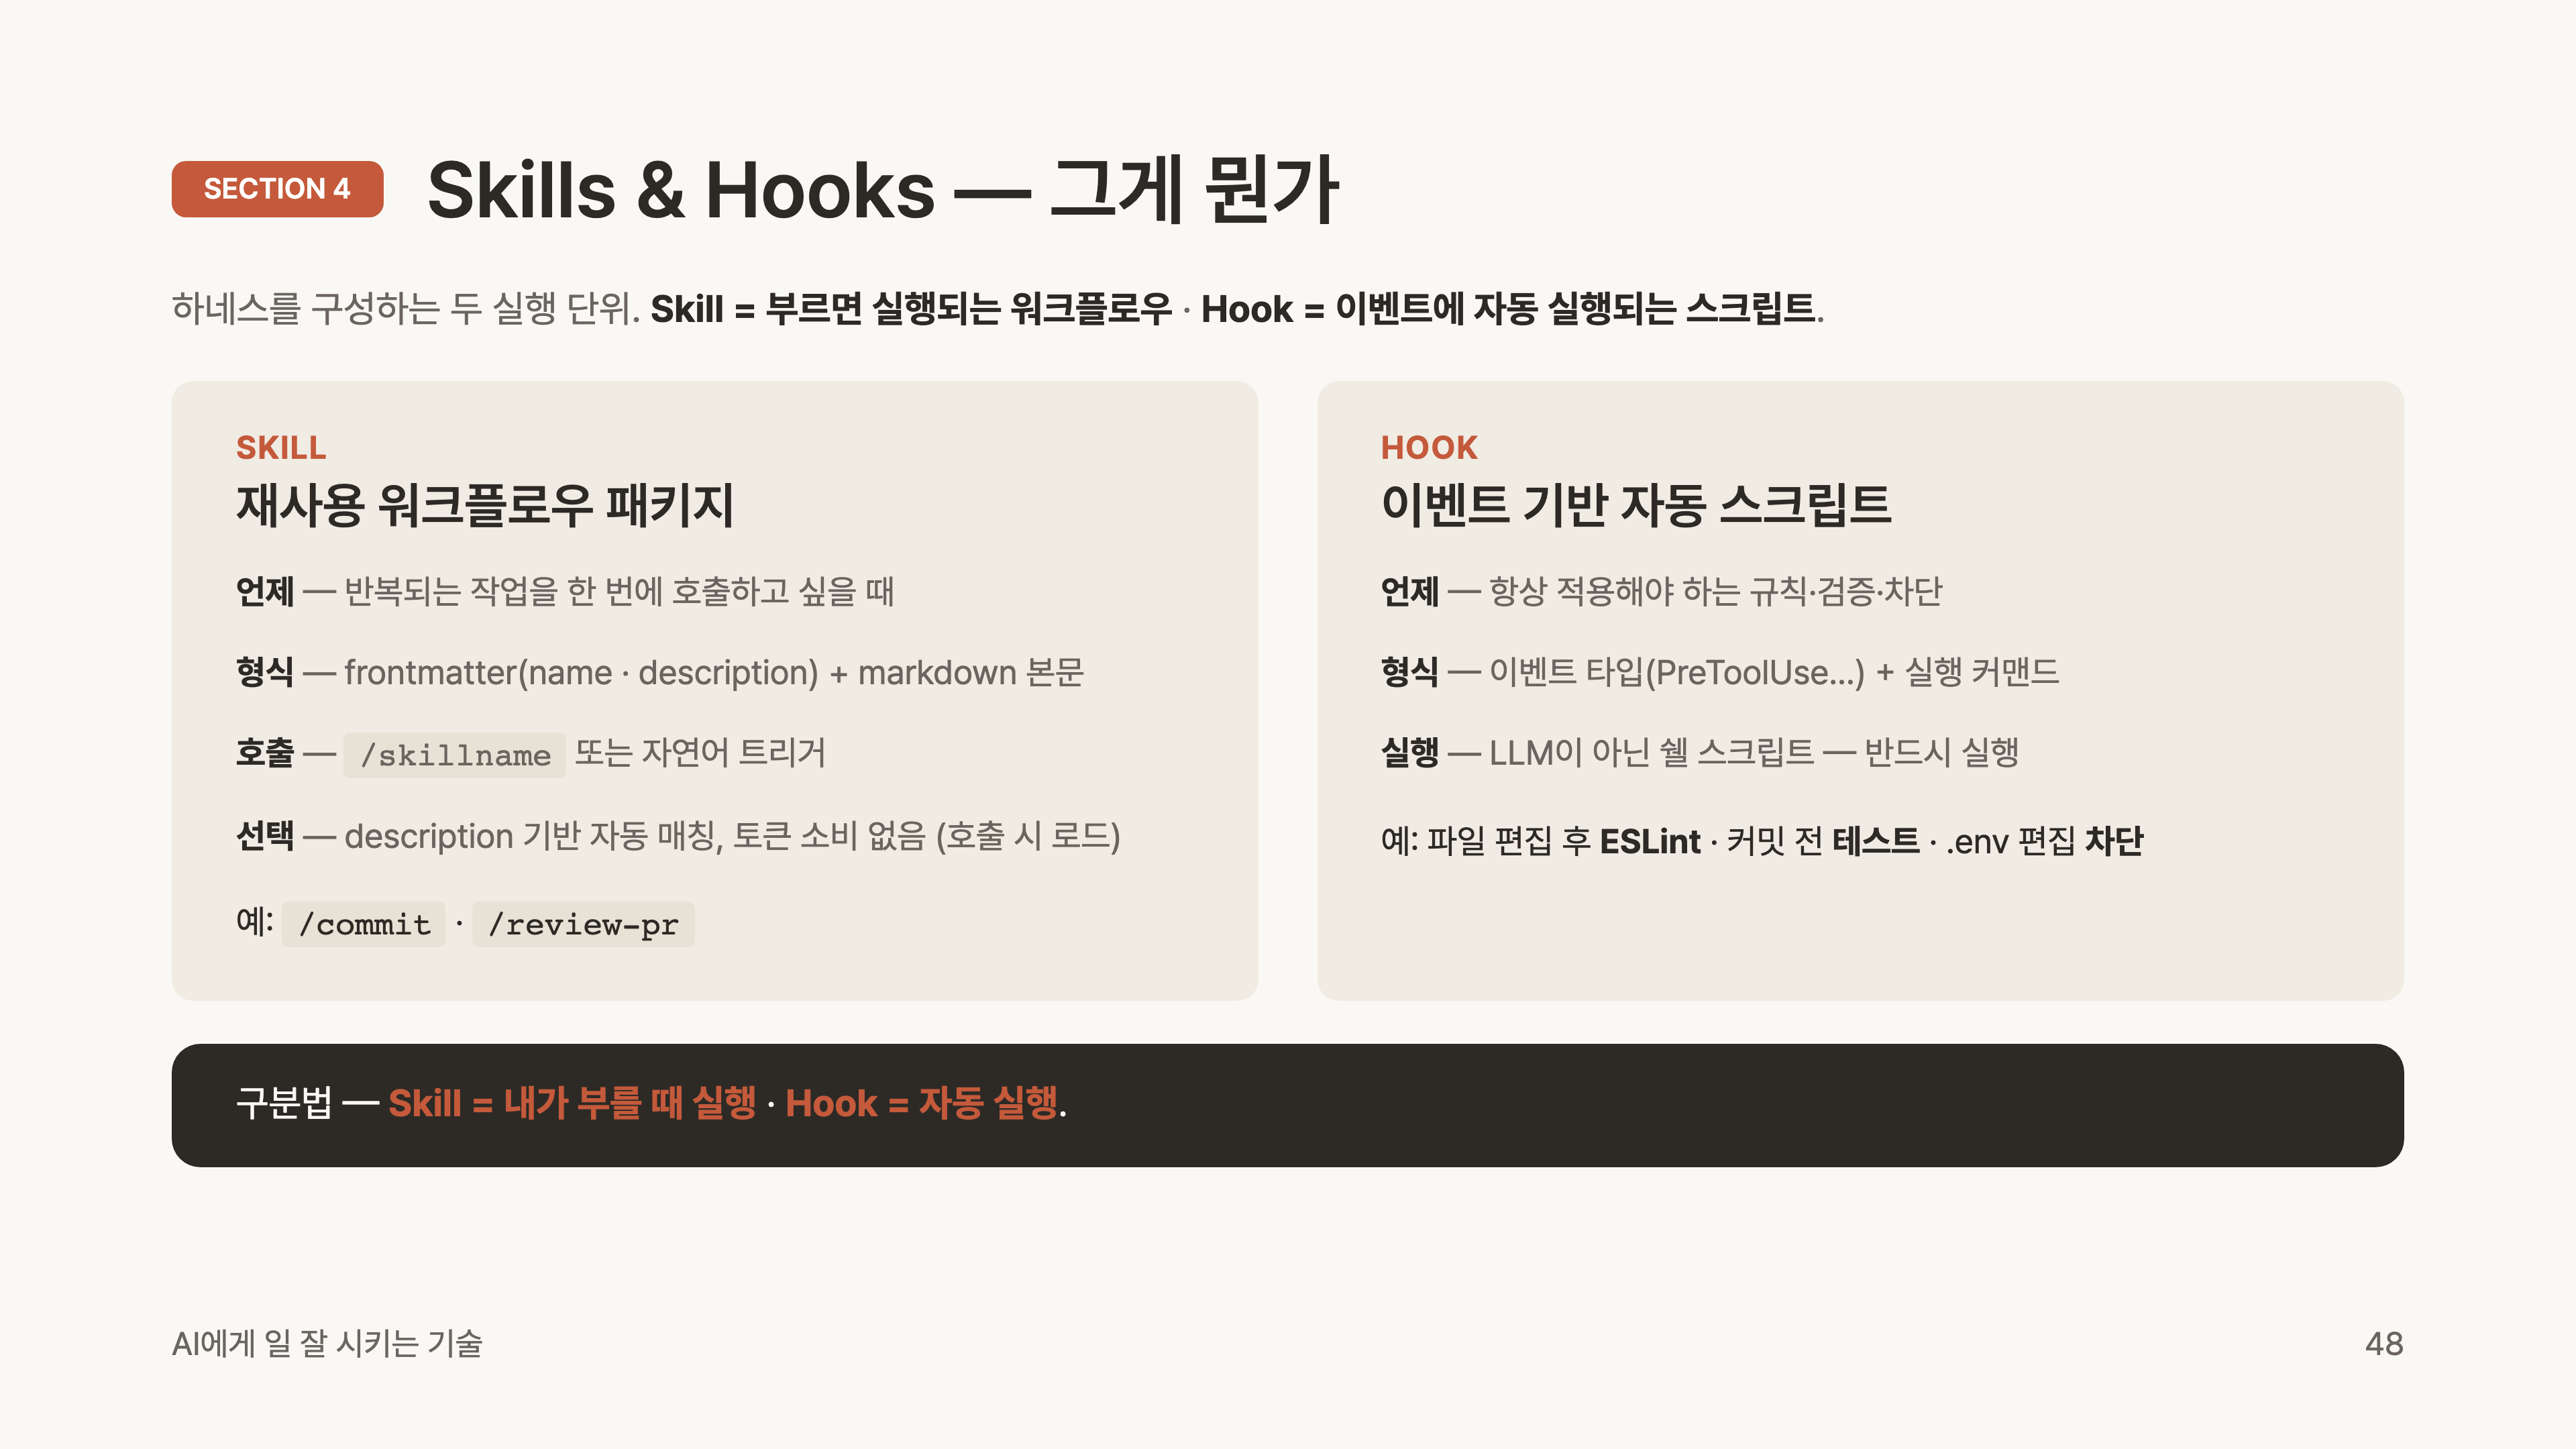 SECTION 4
Skills & Hooks — 그게 뭔가
하네스를 구성하는 두 실행 단위. Skill = 부르면 실행되는 워크플로우 · Hook = 이벤트에 자동 실행되는 스크립트.
SKILL
재사용 워크플로우 패키지
언제 — 반복되는 작업을 한 번에 호출하고 싶을 때
형식 — frontmatter(name · description) + markdown 본문
호출 — /skillname 또는 자연어 트리거
선택 — description 기반 자동 매칭, 토큰 소비 없음 (호출 시 로드)
예: /commit · /review-pr
HOOK
이벤트 기반 자동 스크립트
언제 — 항상 적용해야 하는 규칙·검증·차단
형식 — 이벤트 타입(PreToolUse...) + 실행 커맨드
실행 — LLM이 아닌 쉘 스크립트 — 반드시 실행
예: 파일 편집 후 ESLint · 커밋 전 테스트 · .env 편집 차단
구분법 — Skill = 내가 부를 때 실행 · Hook = 자동 실행.
AI에게 일 잘 시키는 기술
48